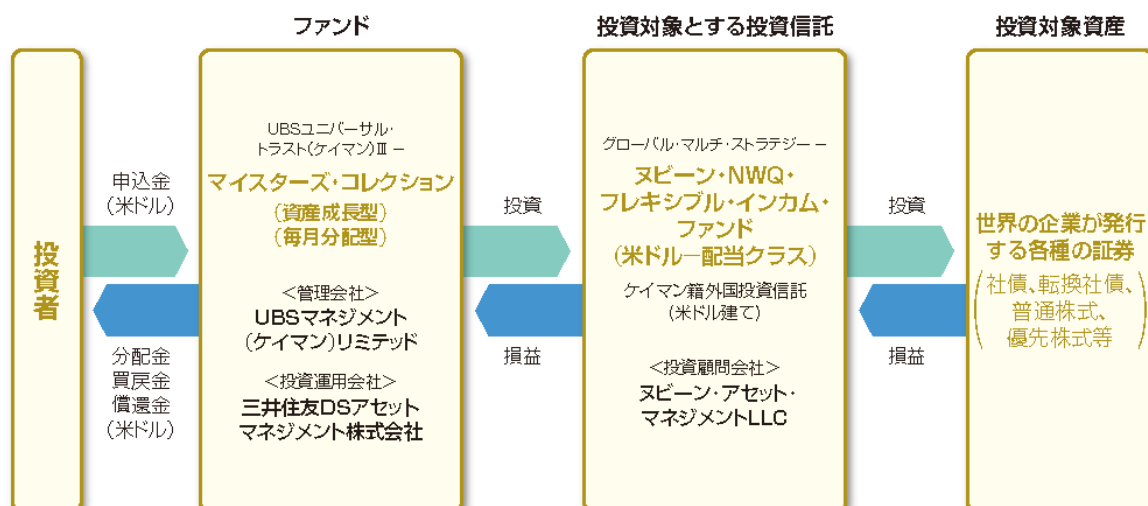 ファンド
投資対象とする投資信託
投資対象資産
投資者
申込金
(米ドル)
分配金
買戻金
償還金
(米ドル)
UBSユニバーサル・
トラスト(ケイマン)Ⅲ －
マイスターズ・コレクション
(資産成長型)
(毎月分配型)
＜管理会社＞
UBSマネジメント
(ケイマン)リミテッド
＜投資運用会社＞
三井住友DSアセット
マネジメント株式会社
投資
損益
グローバル・マルチ・ストラテジー －
ヌビーン・NWQ・
フレキシブル・インカム・
ファンド
(米ドル－配当クラス)
ケイマン籍外国投資信託
(米ドル建て)
＜投資顧問会社＞
ヌビーン・アセット・
マネジメントLLC
投資
損益
世界の企業が発行
する各種の証券
(社債、転換社債、
普通株式、
優先株式等)